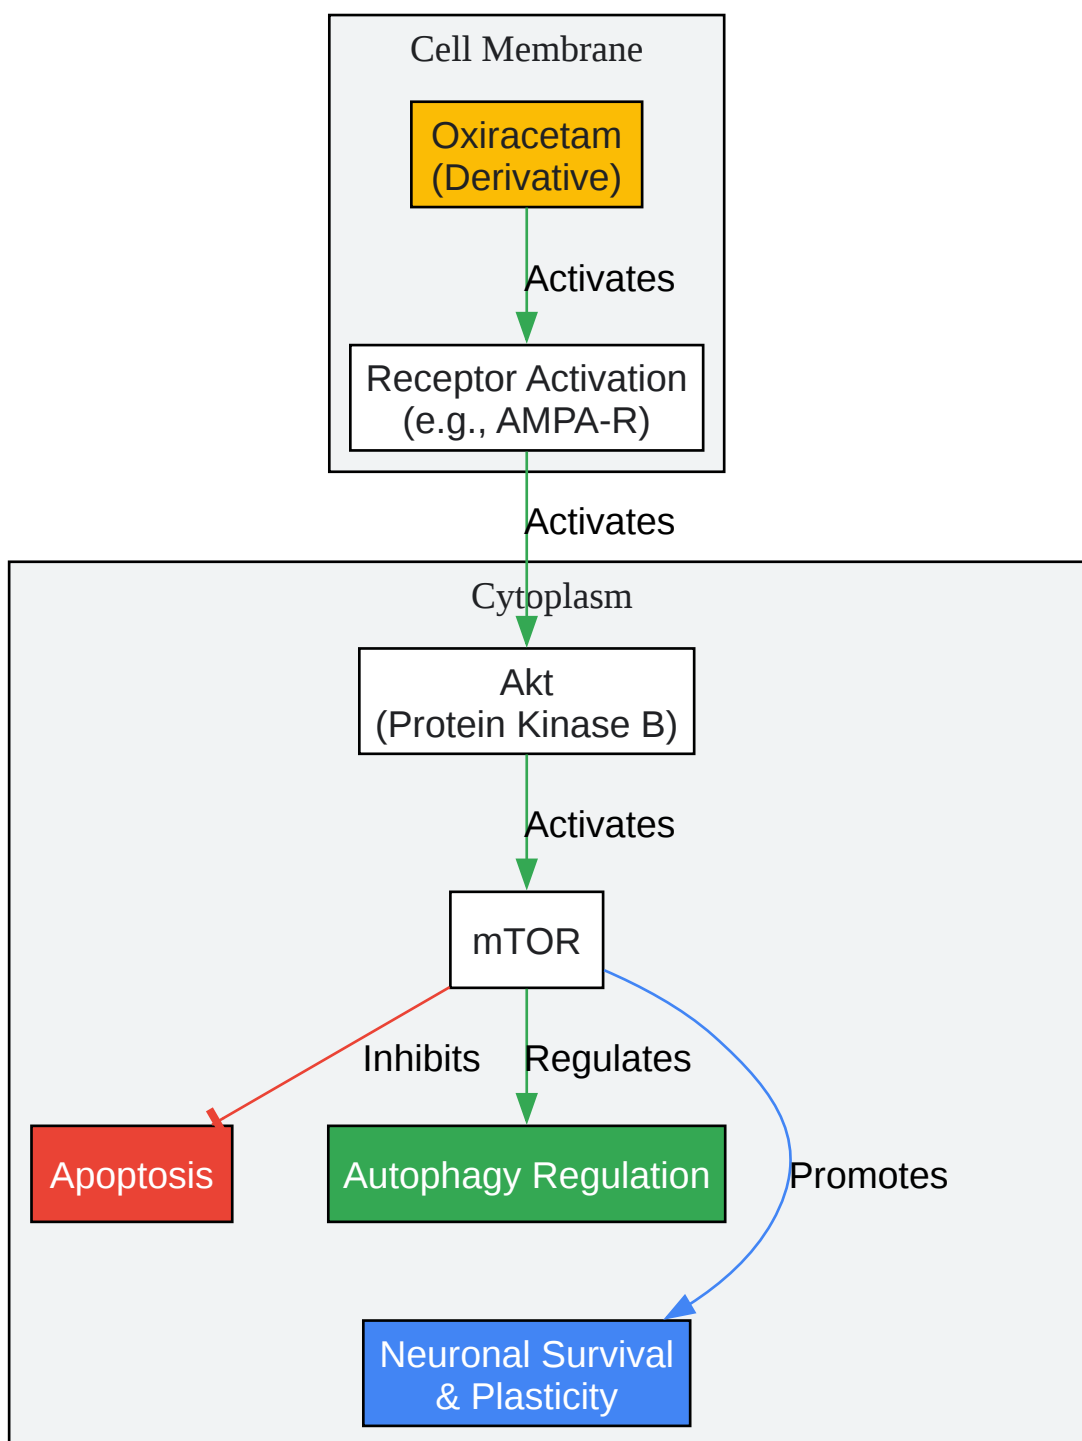 Cell Membrane
Oxiracetam
(Derivative)
Activates
Receptor Activation
(e.g., AMPA-R)
Activates
Cytoplasm
Akt
(Protein Kinase B)
Activates
mTOR
Inhibits
Regulates
Apoptosis
Autophagy Regulation
Promotes
Neuronal Survival
& Plasticity